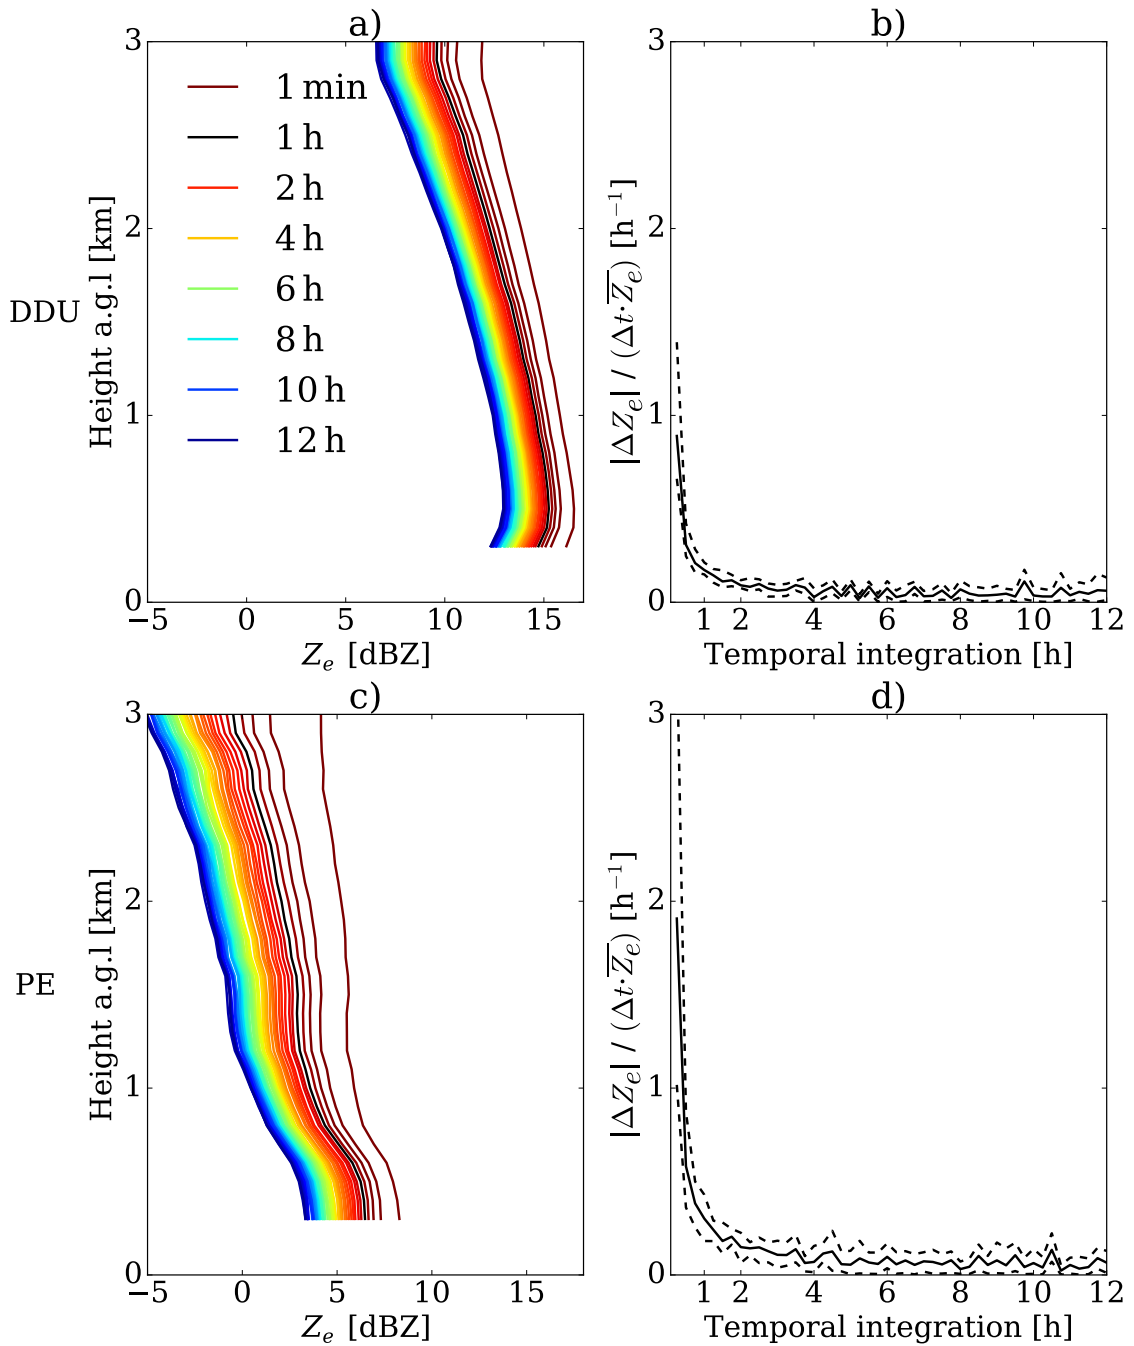 a)
3
2
1
0
Height a.g.l [km]
DDU
1 min
1 h
2 h
4 h
6 h
8 h
10 h
12 h
−5 0 5 10 15
Zₑ [dBZ]
b)
3
2
1
0
|ΔZₑ| / (Δt·Z̅ₑ) [h⁻¹]
1 2 4 6 8 10 12
Temporal integration [h]
c)
3
2
1
0
Height a.g.l [km]
PE
−5 0 5 10 15
Zₑ [dBZ]
d)
3
2
1
0
|ΔZₑ| / (Δt·Z̅ₑ) [h⁻¹]
1 2 4 6 8 10 12
Temporal integration [h]